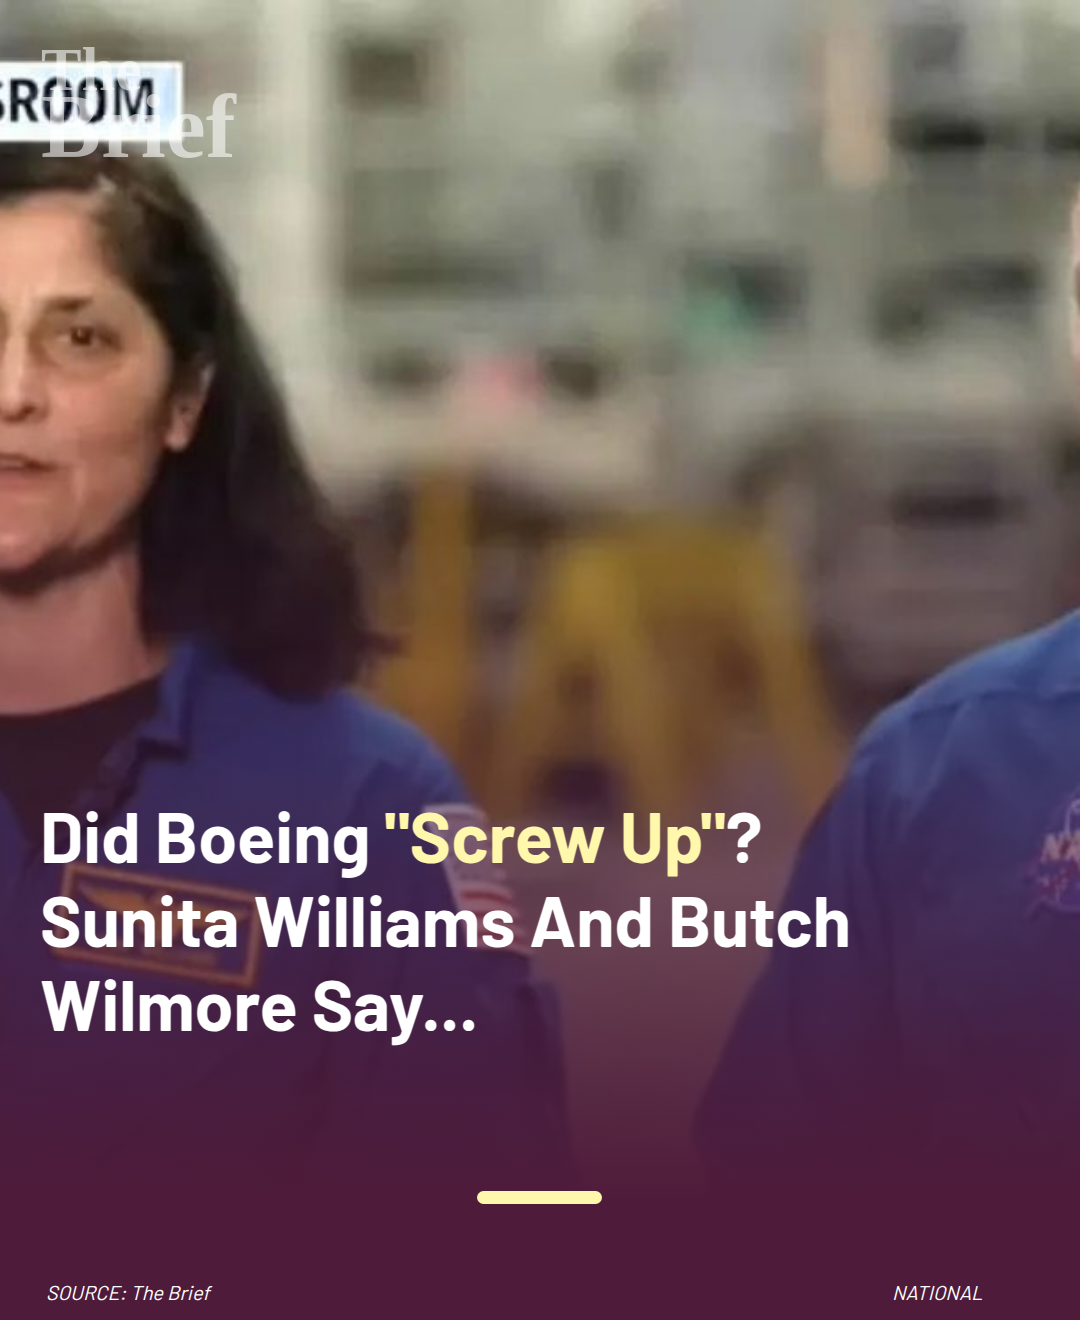 The
Brief
SROOM
Did Boeing "Screw Up"?
Sunita Williams And Butch
Wilmore Say...
SOURCE: The Brief
NATIONAL